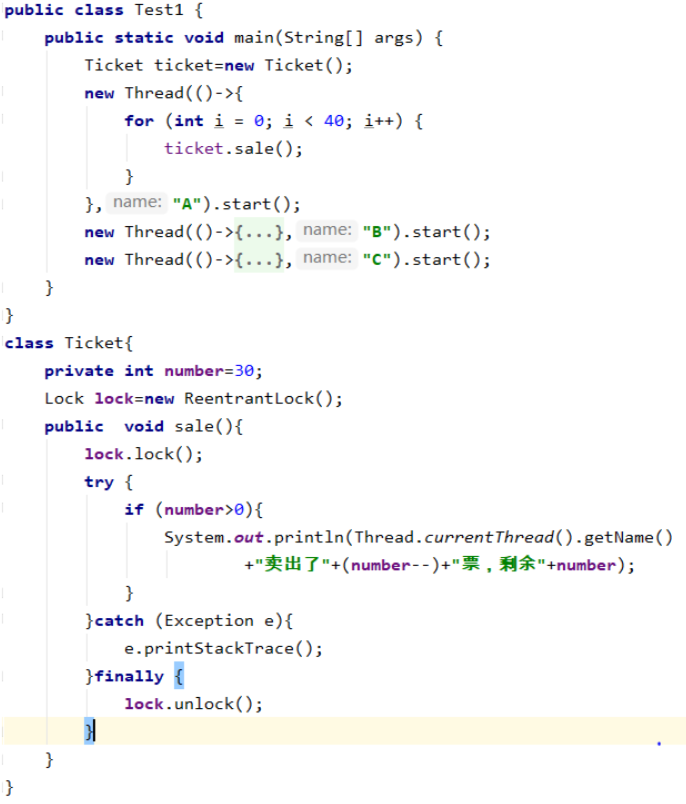 public class Test1 {
    public static void main(String[] args) {
        Ticket ticket=new Ticket();
        new Thread(()->{
            for (int i = 0; i < 40; i++) {
                ticket.sale();
            }
        }, name: "A").start();
        new Thread(()->{...}, name: "B").start();
        new Thread(()->{...}, name: "C").start();
    }
}
class Ticket{
    private int number=30;
    Lock lock=new ReentrantLock();
    public  void sale(){
        lock.lock();
        try {
            if (number>0){
                System.out.println(Thread.currentThread().getName()
                        +"卖出了"+(number--)+"票，剩余"+number);
            }
        }catch (Exception e){
            e.printStackTrace();
        }finally {
            lock.unlock();
        }
    }
}